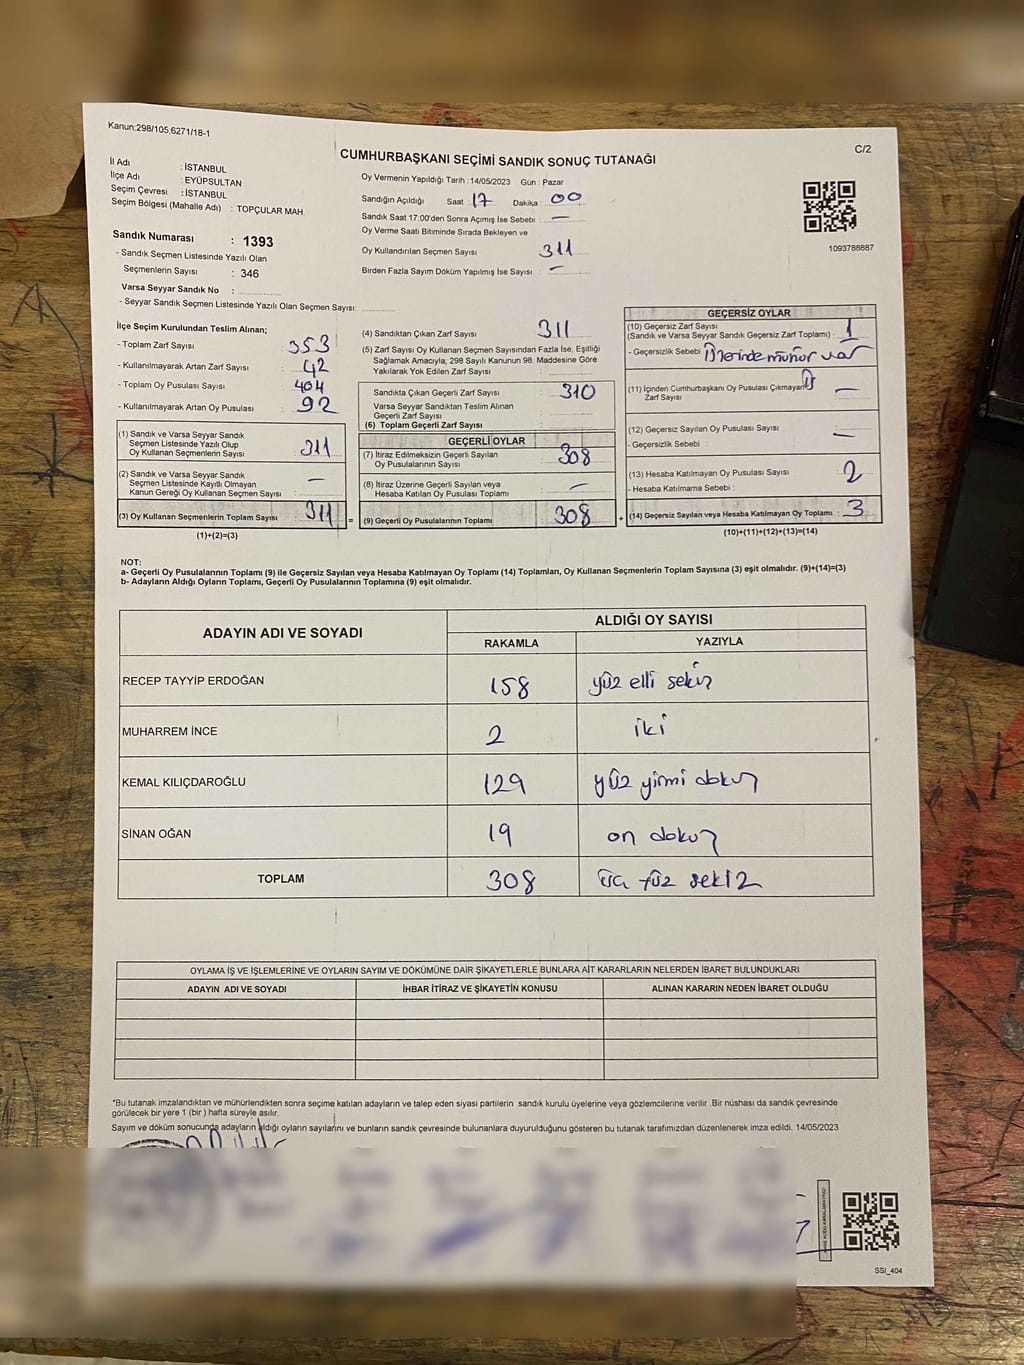 Kanun:298/105,6271/18-1
CUMHURBAŞKANI SEÇİMİ SANDIK SONUÇ TUTANAĞI
C/2
İl Adı : İSTANBUL
İlçe Adı : EYÜPSULTAN
Seçim Çevresi : İSTANBUL
Seçim Bölgesi (Mahalle Adı) : TOPÇULAR MAH
Oy Vermenin Yapıldığı Tarih : 14/05/2023 Gün : Pazar
Sandığın Açıldığı Saat 17 Dakika : 00
Sandık Saat 17:00'den Sonra Açımış İse Sebebi : —
Oy Verme Saati Bitiminde Sırada Bekleyen ve
Oy Kullandırılan Seçmen Sayısı 311
Birden Fazla Sayım Döküm Yapılmış İse Sayısı : —
1093788887
Sandık Numarası : 1393
- Sandık Seçmen Listesinde Yazılı Olan
Seçmenlerin Sayısı : 346
Varsa Seyyar Sandık No :
- Seyyar Sandık Seçmen Listesinde Yazılı Olan Seçmen Sayısı:
İlçe Seçim Kurulundan Teslim Alınan;
- Toplam Zarf Sayısı 353
- Kullanılmayarak Artan Zarf Sayısı 42
- Toplam Oy Pusulası Sayısı 404
- Kullanılmayarak Artan Oy Pusulası 92
(1) Sandık ve Varsa Seyyar Sandık
Seçmen Listesinde Yazılı Olup
Oy Kullanan Seçmenlerin Sayısı 311
(2) Sandık ve Varsa Seyyar Sandık
Seçmen Listesinde Kayıtlı Olmayan
Kanun Gereği Oy Kullanan Seçmen Sayısı —
(3) Oy Kullanan Seçmenlerin Toplam Sayısı 311 =
(1)+(2)=(3)
(4) Sandıktan Çıkan Zarf Sayısı 311
(5) Zarf Sayısı Oy Kullanan Seçmen Sayısından Fazla İse, Eşitliği
Sağlamak Amacıyla; 298 Sayılı Kanunun 98. Maddesine Göre
Yakılarak Yok Edilen Zarf Sayısı
Sandıkta Çıkan Geçerli Zarf Sayısı 310
Varsa Seyyar Sandıktan Teslim Alınan
Geçerli Zarf Sayısı
(6) Toplam Geçerli Zarf Sayısı
GEÇERLİ OYLAR
(7) İtiraz Edilmeksizin Geçerli Sayılan
Oy Pusulalarının Sayısı 308
(8) İtiraz Üzerine Geçerli Sayılan veya
Hesaba Katılan Oy Pusulası Toplamı —
(9) Geçerli Oy Pusulalarının Toplamı 308 +
GEÇERSİZ OYLAR
(10) Geçersiz Zarf Sayısı
(Sandık ve Varsa Seyyar Sandık Geçersiz Zarf Toplamı) : 1
- Geçersizlik Sebebi : Üzerinde mühür var
(11) İçinden Cumhurbaşkanı Oy Pusulası Çıkmayan
Zarf Sayısı —
(12) Geçersiz Sayılan Oy Pusulası Sayısı —
- Geçersizlik Sebebi :
(13) Hesaba Katılmayan Oy Pusulası Sayısı 2
- Hesaba Katılmama Sebebi :
(14) Geçersiz Sayılan veya Hesaba Katılmayan Oy Toplamı : 3
(10)+(11)+(12)+(13)=(14)
NOT:
a- Geçerli Oy Pusulalarının Toplamı (9) ile Geçersiz Sayılan veya Hesaba Katılmayan Oy Toplamı (14) Toplamları, Oy Kullanan Seçmenlerin Toplam Sayısına (3) eşit olmalıdır. (9)+(14)=(3)
b- Adayların Aldığı Oyların Toplamı, Geçerli Oy Pusulalarının Toplamına (9) eşit olmalıdır.
ADAYIN ADI VE SOYADI
ALDIĞI OY SAYISI
RAKAMLA YAZIYLA
RECEP TAYYİP ERDOĞAN 158 yüz elli sekiz
MUHARREM İNCE 2 iki
KEMAL KILIÇDAROĞLU 129 yüz yirmi dokuz
SİNAN OĞAN 19 on dokuz
TOPLAM 308 üç yüz sekiz
OYLAMA İŞ VE İŞLEMLERİNE VE OYLARIN SAYIM VE DÖKÜMÜNE DAİR ŞİKAYETLERLE BUNLARA AİT KARARLARIN NELERDEN İBARET BULUNDUKLARI
ADAYIN ADI VE SOYADI İHBAR İTİRAZ VE ŞİKAYETİN KONUSU ALINAN KARARIN NEDEN İBARET OLDUĞU
*Bu tutanak imzalandıktan ve mühürlendikten sonra seçime katılan adayların ve talep eden siyasi partilerin sandık kurulu üyelerine veya gözlemcilerine verilir .Bir nüshası da sandık çevresinde
görülecek bir yere 1 (bir ) hafta süreyle asılır.
Sayım ve döküm sonucunda adayların aldığı oyların sayılarını ve bunların sandık çevresinde bulunanlara duyurulduğunu gösteren bu tutanak tarafımızdan düzenlenerek imza edildi. 14/05/2023
SSI_404